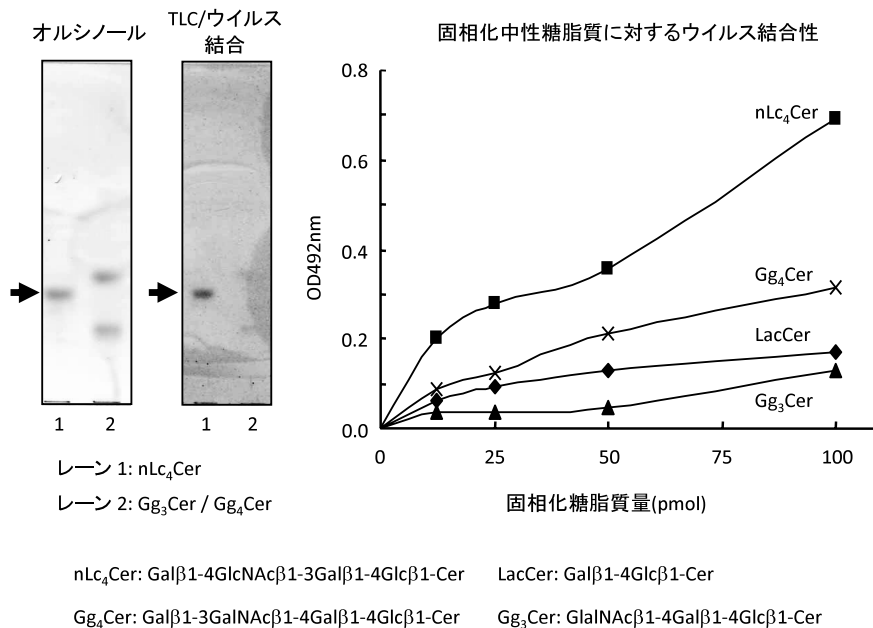 オルシノール
TLC/ウイルス
結合
1
2
1
2
レーン 1: nLc₄Cer
レーン 2: Gg₃Cer / Gg₄Cer
固相化中性糖脂質に対するウイルス結合性
OD492nm
0.8
0.6
0.4
0.2
0.0
nLc₄Cer
Gg₄Cer
LacCer
Gg₃Cer
0
25
50
75
100
固相化糖脂質量(pmol)
nLc₄Cer: Galβ1-4GlcNAcβ1-3Galβ1-4Glcβ1-Cer
LacCer: Galβ1-4Glcβ1-Cer
Gg₄Cer: Galβ1-3GalNAcβ1-4Galβ1-4Glcβ1-Cer
Gg₃Cer: GlalNAcβ1-4Galβ1-4Glcβ1-Cer